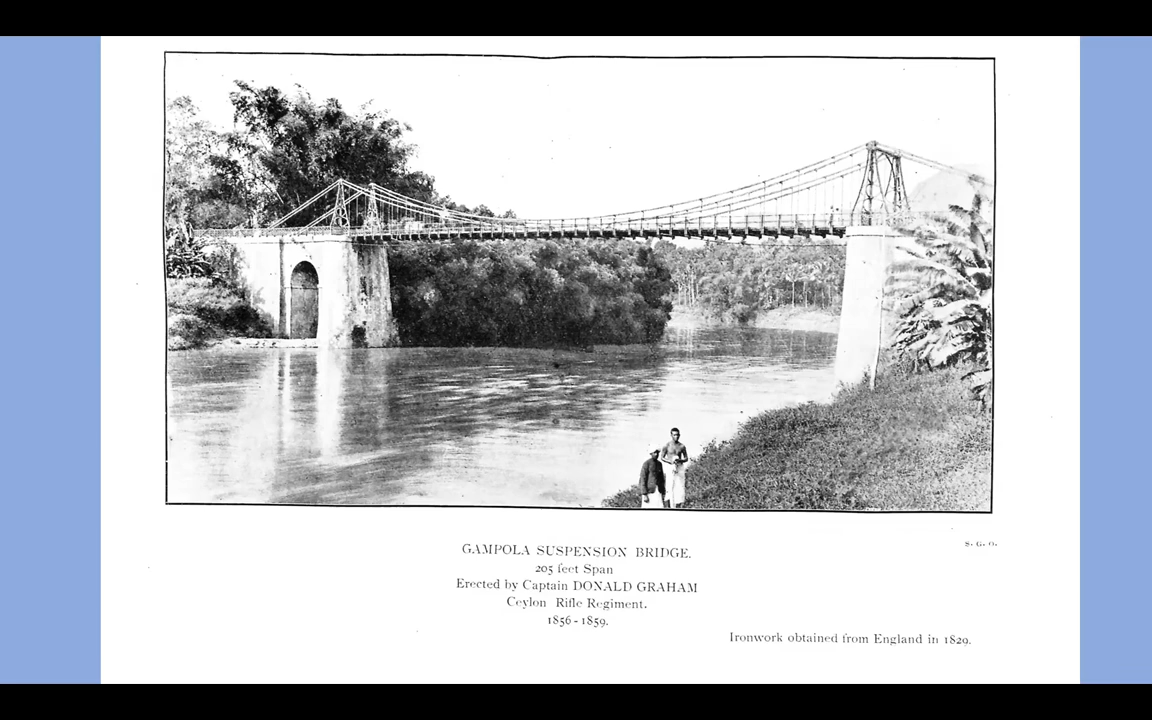 S. G. O.
GAMPOLA SUSPENSION BRIDGE.
205 feet Span
Erected by Captain DONALD GRAHAM
Ceylon Rifle Regiment.
1856 - 1859.
Ironwork obtained from England in 1829.